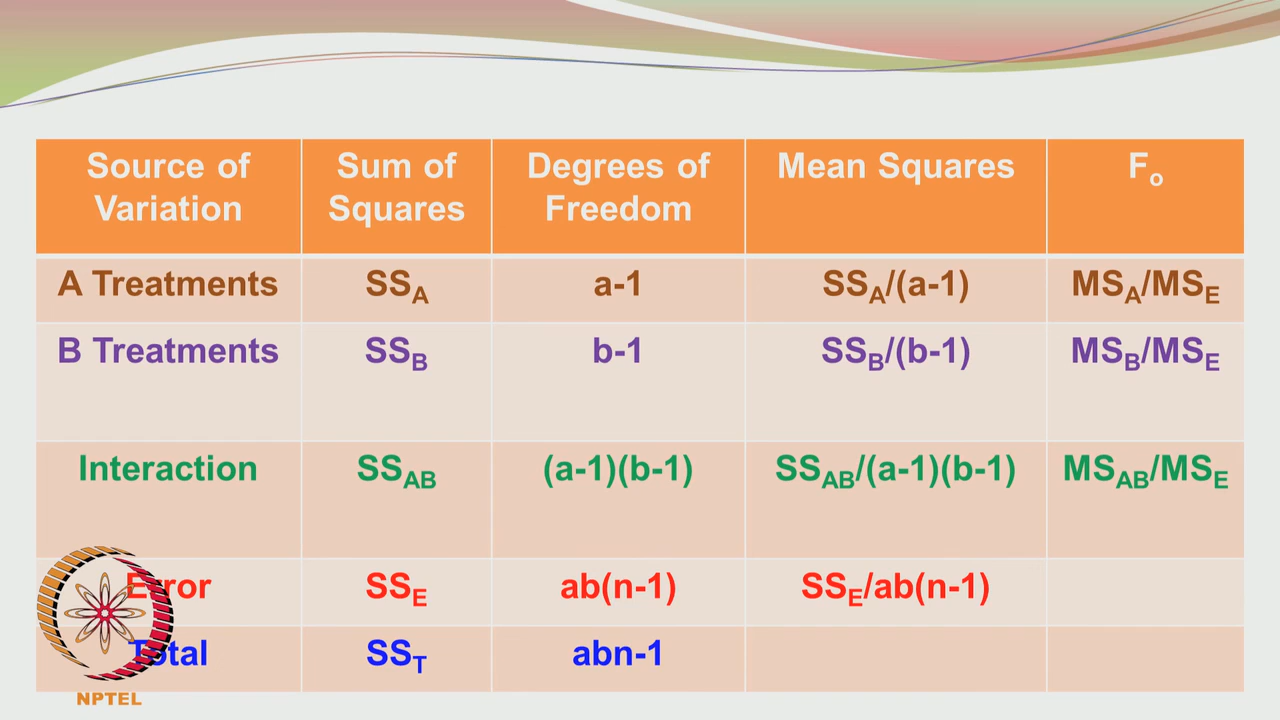 Source of Variation
Sum of Squares
Degrees of Freedom
Mean Squares
Fo
A Treatments SSA a-1 SSA/(a-1) MSA/MSE
B Treatments SSB b-1 SSB/(b-1) MSB/MSE
Interaction SSAB (a-1)(b-1) SSAB/(a-1)(b-1) MSAB/MSE
Error SSE ab(n-1) SSE/ab(n-1)
Total SST abn-1
NPTEL